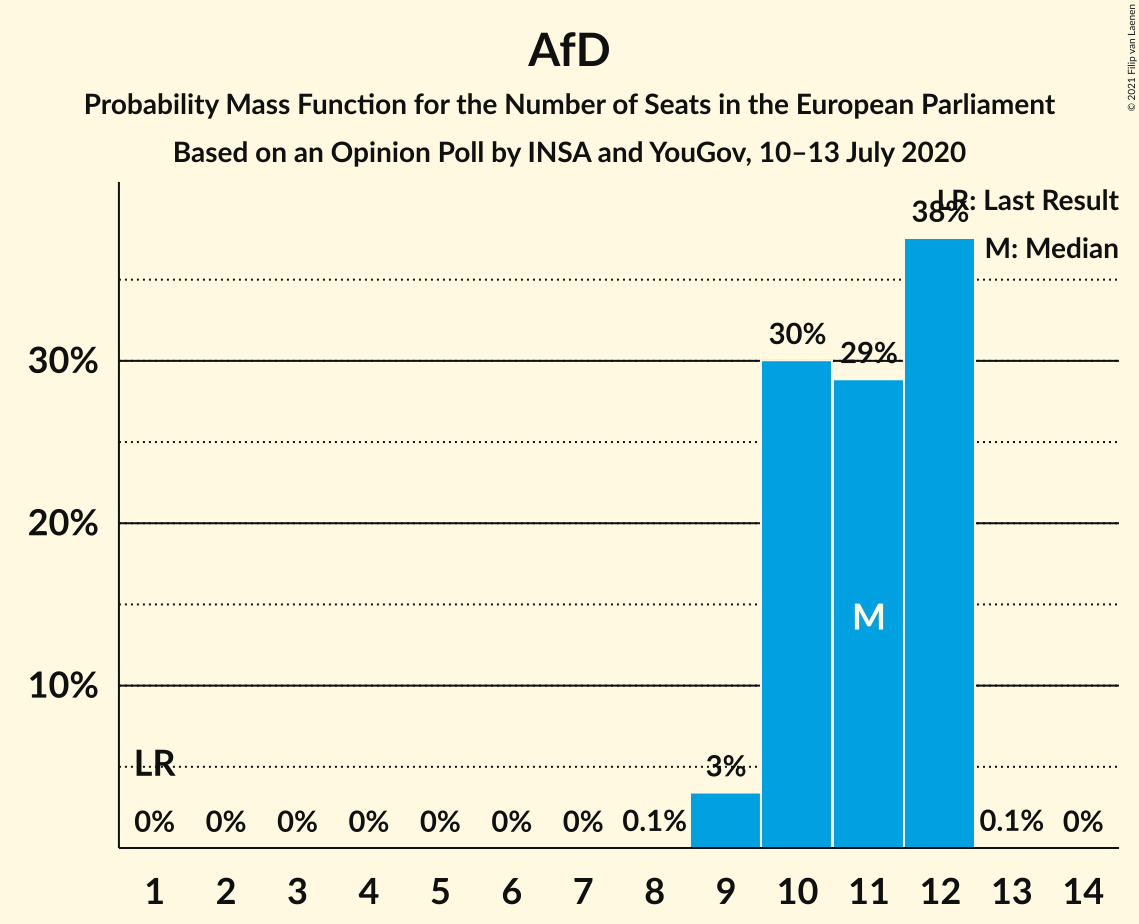 AfD
Probability Mass Function for the Number of Seats in the European Parliament
Based on an Opinion Poll by INSA and YouGov, 10–13 July 2020
© 2021 Filip van Laenen
LR: Last Result
M: Median
38%
30%
29%
30%
20%
10%
M
LR
3%
0% 0% 0% 0% 0% 0% 0% 0.1% 0.1% 0%
1 2 3 4 5 6 7 8 9 10 11 12 13 14